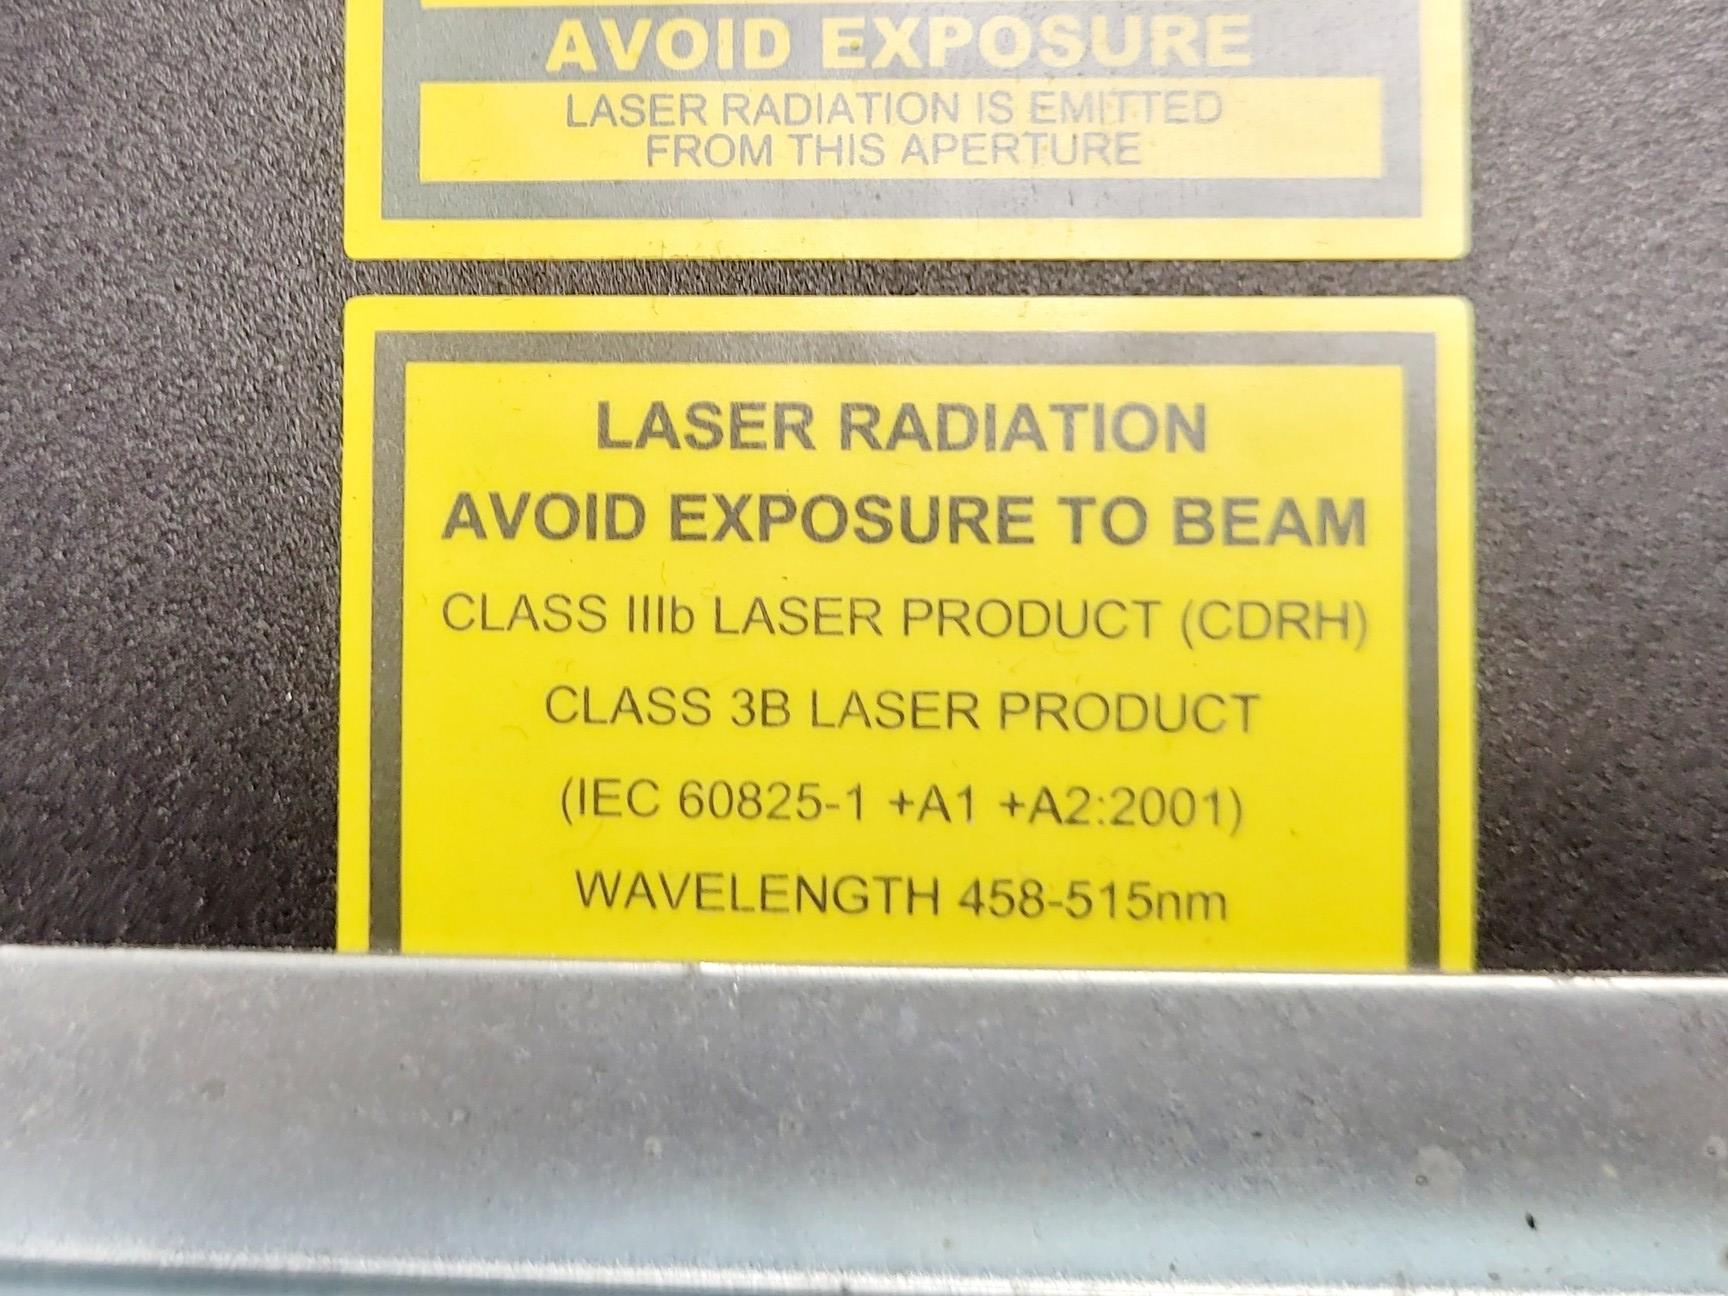 AVOID EXPOSURE
LASER RADIATION IS EMITTED
FROM THIS APERTURE
LASER RADIATION
AVOID EXPOSURE TO BEAM
CLASS IIIb LASER PRODUCT (CDRH)
CLASS 3B LASER PRODUCT
(IEC 60825-1 +A1 +A2:2001)
WAVELENGTH 458-515nm